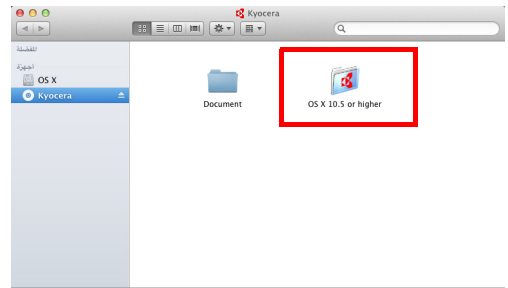 Kyocera
المفضلة
أجهزة
OS X
Kyocera
Document
OS X 10.5 or higher